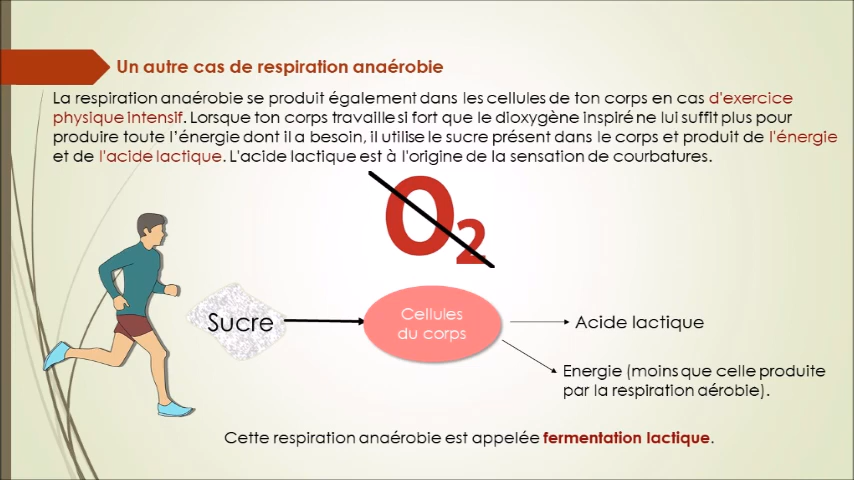 Un autre cas de respiration anaérobie
La respiration anaérobie se produit également dans les cellules de ton corps en cas d'exercice
physique intensif. Lorsque ton corps travaille si fort que le dioxygène inspiré ne lui suffit plus pour
produire toute l'énergie dont il a besoin, il utilise le sucre présent dans le corps et produit de l'énergie
et de l'acide lactique. L'acide lactique est à l'origine de la sensation de courbatures.
O2
Sucre
Cellules
du corps
Acide lactique
Energie (moins que celle produite
par la respiration aérobie).
Cette respiration anaérobie est appelée fermentation lactique.